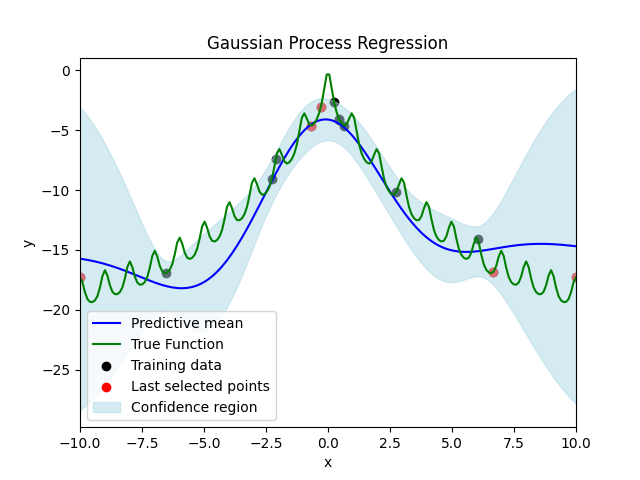 Gaussian Process Regression
y
0
−5
−10
−15
−20
−25
Predictive mean
True Function
Training data
Last selected points
Confidence region
−10.0 −7.5 −5.0 −2.5 0.0 2.5 5.0 7.5 10.0
x